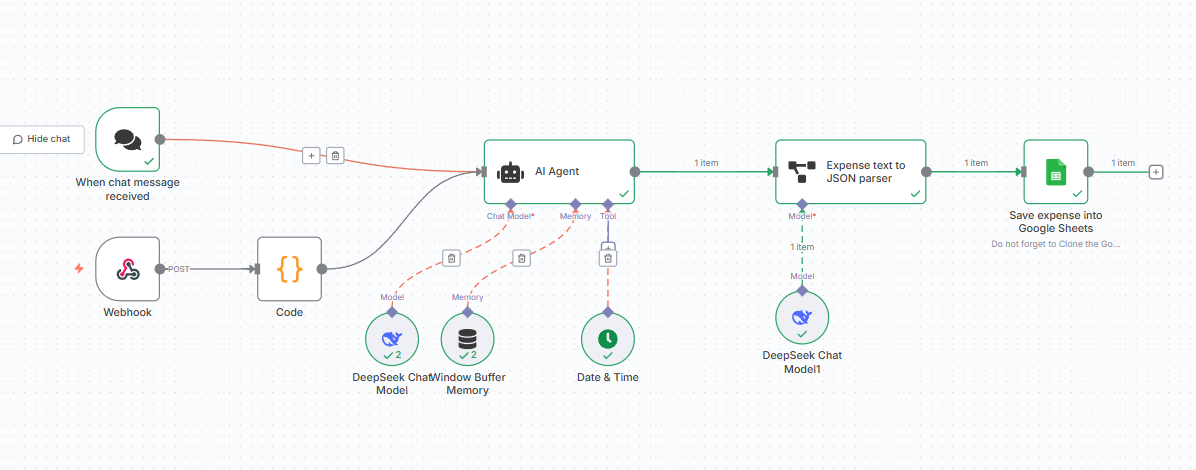 Hide chat
When chat message
received
AI Agent
1 item
Expense text to
JSON parser
1 item
1 item
Save expense into
Google Sheets
Do not forget to Clone the Go...
Chat Model*
Memory
Tool
Model*
1 item
Model
POST
Webhook
Code
Model
Memory
2
2
DeepSeek Chat
Model
Window Buffer
Memory
Date & Time
DeepSeek Chat
Model1